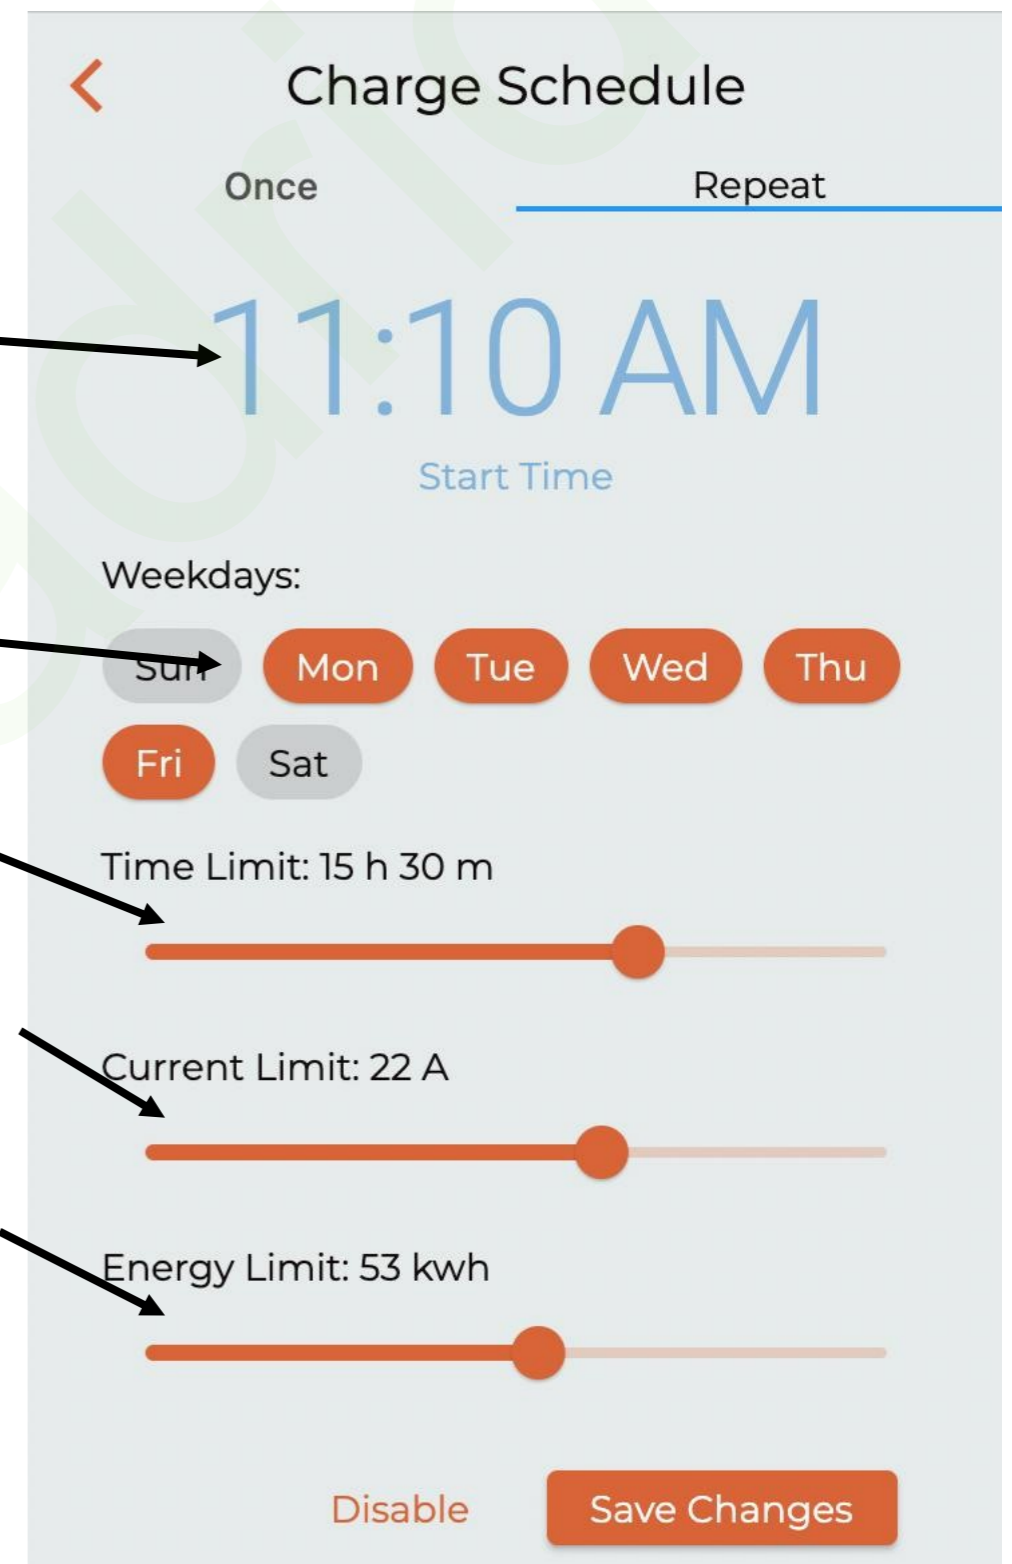 Charge Schedule
Once Repeat
11:10 AM
Start Time
Weekdays:
Sun Mon Tue Wed Thu
Fri Sat
Time Limit: 15 h 30 m
Current Limit: 22 A
Energy Limit: 53 kwh
Disable Save Changes